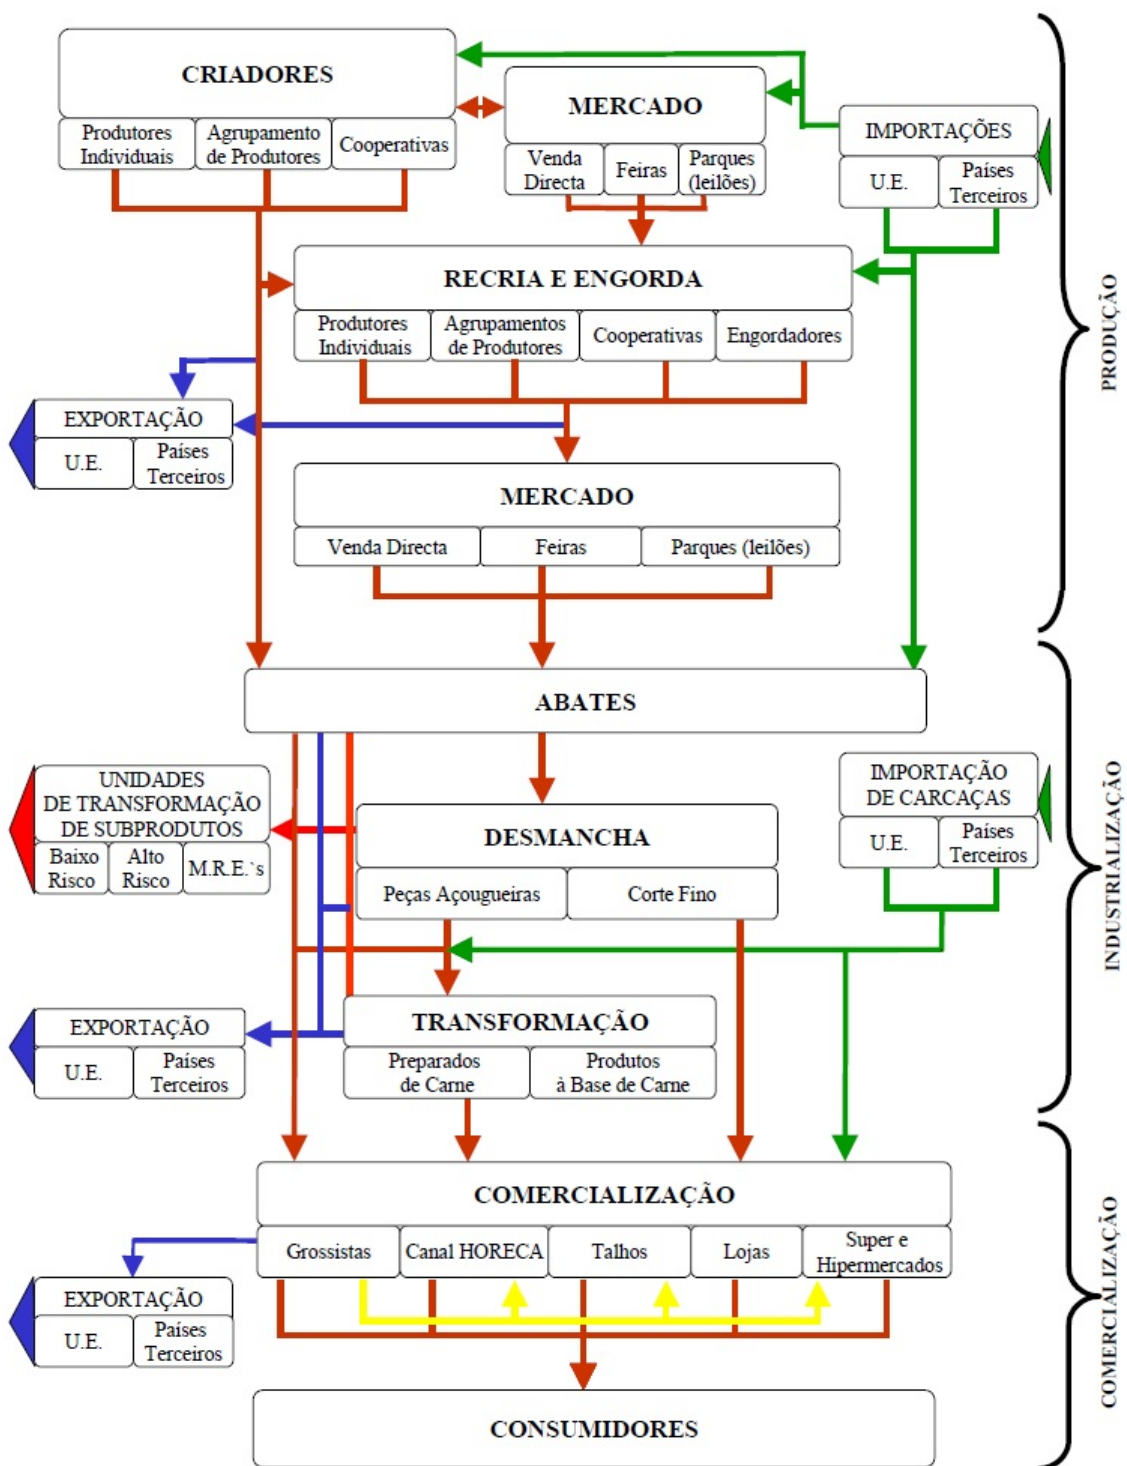 CRIADORES
Produtores
Individuais
Agrupamento
de Produtores
Cooperativas
MERCADO
Venda
Directa
Feiras
Parques
(leilões)
IMPORTAÇÕES
U.E.
Países
Terceiros
PRODUÇÃO
RECRIA E ENGORDA
Produtores
Individuais
Agrupamentos
de Produtores
Cooperativas
Engordadores
EXPORTAÇÃO
U.E.
Países
Terceiros
MERCADO
Venda Directa
Feiras
Parques (leilões)
ABATES
UNIDADES
DE TRANSFORMAÇÃO
DE SUBPRODUTOS
Baixo
Risco
Alto
Risco
M.R.E.`s
DESMANCHA
Peças Açougueiras
Corte Fino
IMPORTAÇÃO
DE CARCAÇAS
U.E.
Países
Terceiros
INDUSTRIALIZAÇÃO
EXPORTAÇÃO
U.E.
Países
Terceiros
TRANSFORMAÇÃO
Preparados
de Carne
Produtos
à Base de Carne
COMERCIALIZAÇÃO
Grossistas
Canal HORECA
Talhos
Lojas
Super e
Hipermercados
COMERCIALIZAÇÃO
EXPORTAÇÃO
U.E.
Países
Terceiros
CONSUMIDORES